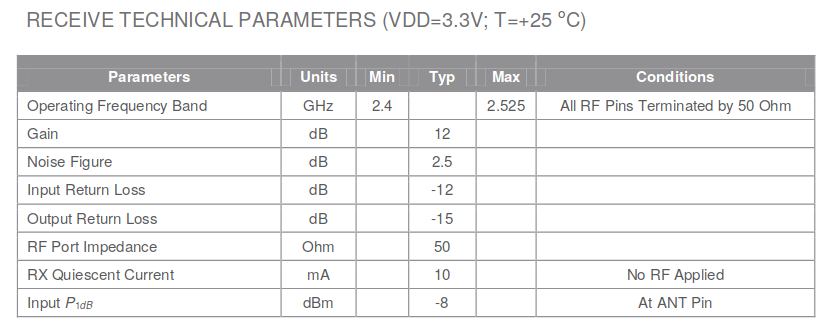 RECEIVE TECHNICAL PARAMETERS (VDD=3.3V; T=+25 ºC)
Parameters Units Min Typ Max Conditions
Operating Frequency Band GHz 2.4 2.525 All RF Pins Terminated by 50 Ohm
Gain dB 12
Noise Figure dB 2.5
Input Return Loss dB -12
Output Return Loss dB -15
RF Port Impedance Ohm 50
RX Quiescent Current mA 10 No RF Applied
Input P1dB dBm -8 At ANT Pin